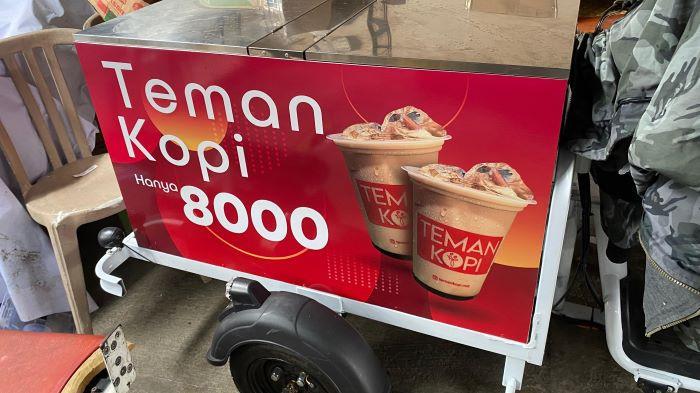 Teman
Kopi
Hanya
8000
TEMAN
KOPI
TEMAN
KOPI